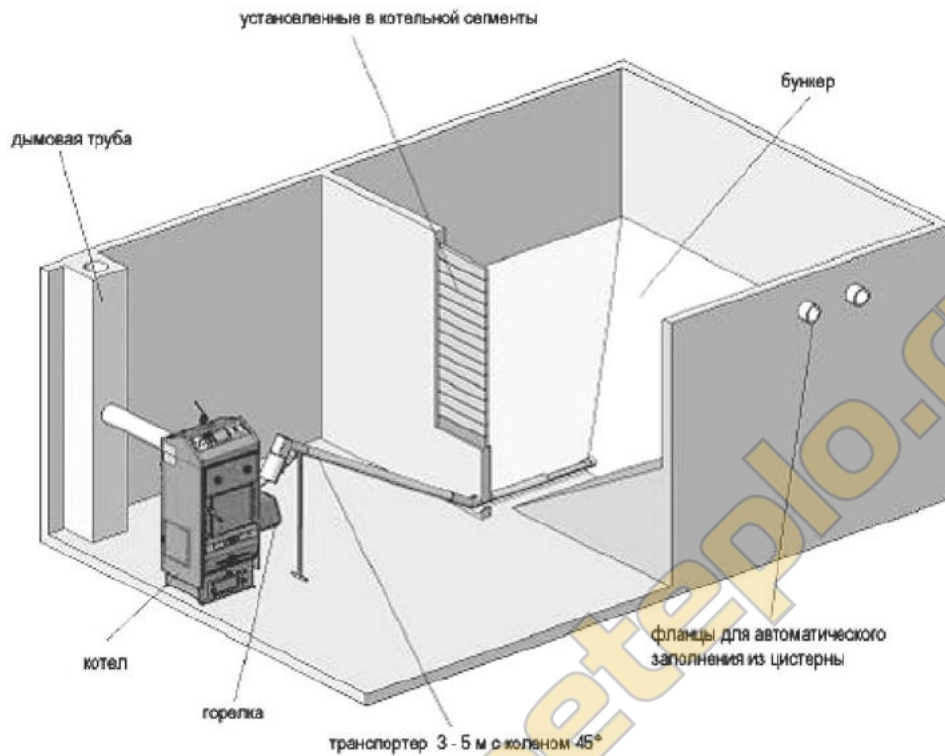 установленные в котельной сегменты
бункер
дымовая труба
фланцы для автоматического
заполнения из цистерны
котел
горелка
транспортер 3 - 5 м с коленом 45°
eteplo.r